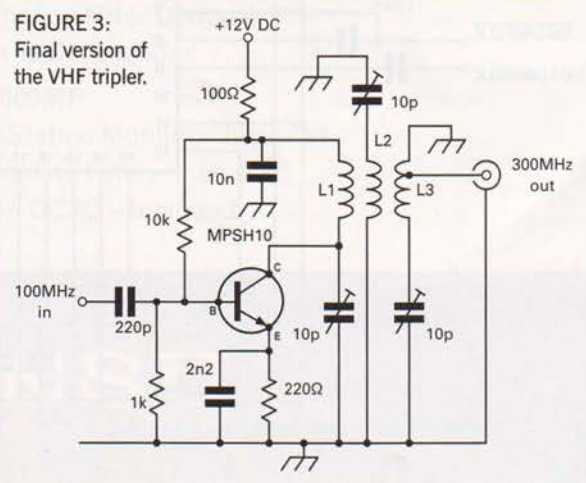 FIGURE 3:
Final version of
the VHF tripler.
+12V DC
100Ω
10p
L2
10n
L1
L3
300MHz
out
10k
MPSH10
C
100MHz
in
B
220p
10p
10p
E
2n2
220Ω
1k